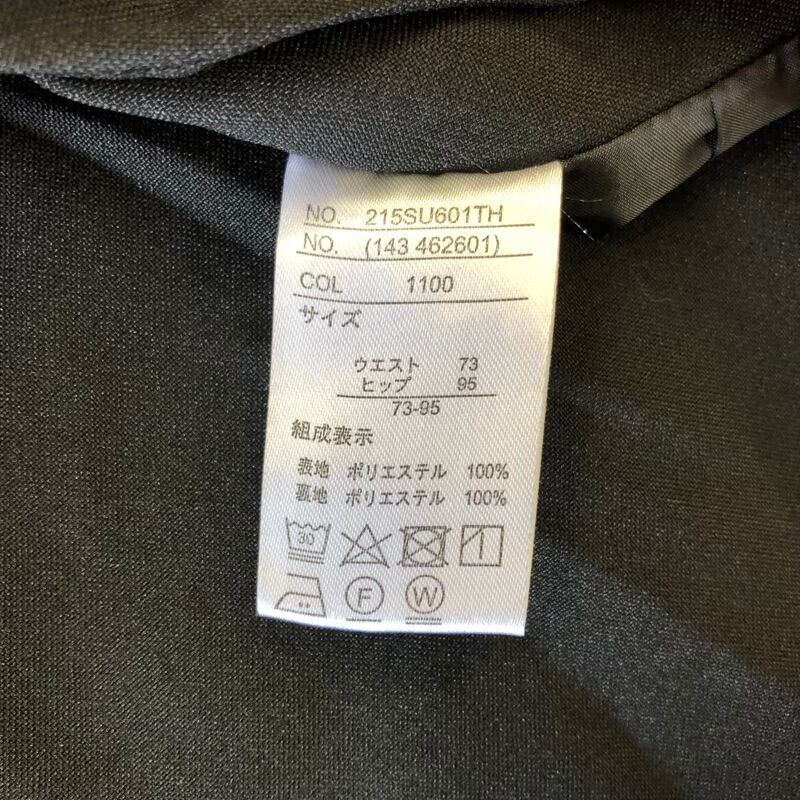 NO. 215SU601TH
NO. (143 462601)
COL 1100
サイズ
ウエスト 73
ヒップ 95
73-95
組成表示
表地 ポリエステル 100%
裏地 ポリエステル 100%
30
F W